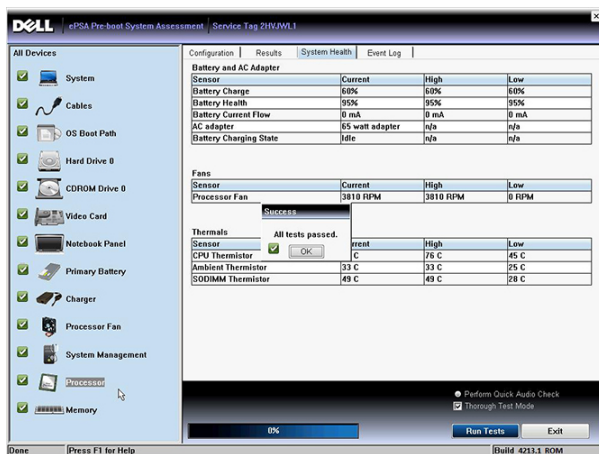 DELL ePSA Pre-boot System Assessment Service Tag 2HVJWL1
All Devices
System
Cables
OS Boot Path
Hard Drive 0
CDROM Drive 0
Video Card
Notebook Panel
Primary Battery
Charger
Processor Fan
System Management
Processor
Memory
Configuration Results System Health Event Log
Battery and AC Adapter
Sensor Current High Low
Battery Charge 60% 60% 60%
Battery Health 95% 95% 95%
Battery Current Flow 0 mA 0 mA 0 mA
AC adapter 65 watt adapter n/a n/a
Battery Charging State Idle n/a n/a
Fans
Sensor Current High Low
Processor Fan 3810 RPM 3810 RPM 0 RPM
Success
All tests passed.
OK
Thermals
Sensor rrent High Low
CPU Thermistor C 76 C 45 C
Ambient Thermistor 33 C 33 C 25 C
SODIMM Thermistor 49 C 49 C 28 C
Perform Quick Audio Check
Thorough Test Mode
0% Run Tests Exit
Done Press F1 for Help Build 4213.1 ROM